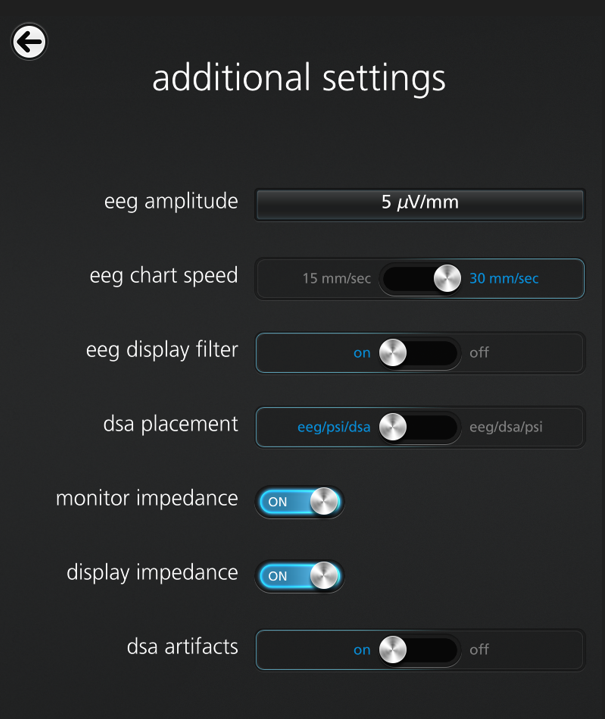 additional settings
eeg amplitude 5 µV/mm
eeg chart speed 15 mm/sec 30 mm/sec
eeg display filter on off
dsa placement eeg/psi/dsa eeg/dsa/psi
monitor impedance ON
display impedance ON
dsa artifacts on off